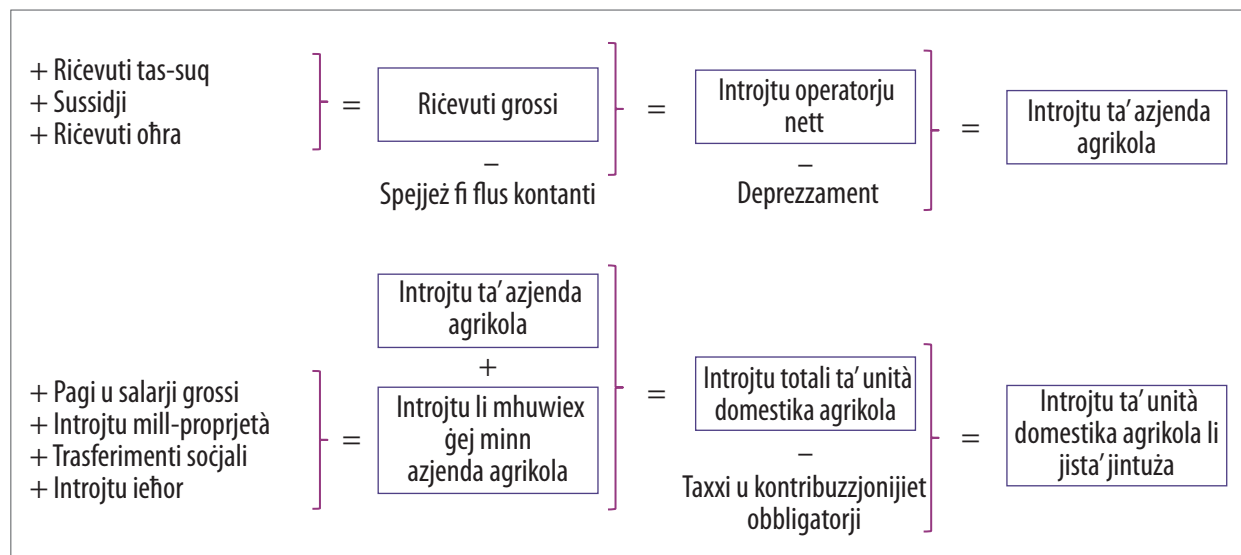 + Riċevuti tas-suq
+ Sussidji
+ Riċevuti oħra
=
Riċevuti grossi
–
Spejjeż fi flus kontanti
=
Introjtu operatorju
nett
–
Deprezzament
=
Introjtu ta’ azjenda
agrikola
+ Pagi u salarji grossi
+ Introjtu mill-proprjetà
+ Trasferimenti soċjali
+ Introjtu ieħor
=
Introjtu ta’ azjenda
agrikola
+
Introjtu li mhuwiex
ġej minn
azjenda agrikola
=
Introjtu totali ta’ unità
domestika agrikola
–
Taxxi u kontribuzzjonijiet
obbligatorji
=
Introjtu ta’ unità
domestika agrikola li
jista’ jintuża